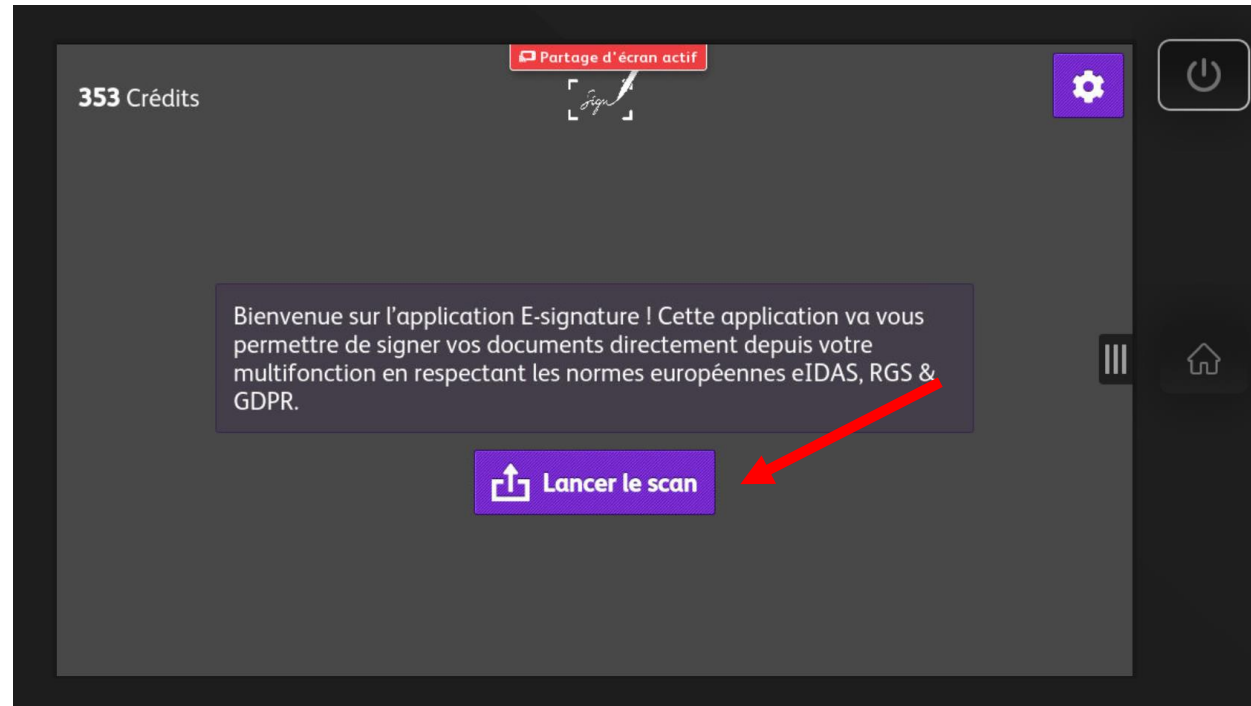 Partage d'écran actif
353 Crédits
Sign
Bienvenue sur l'application E-signature ! Cette application va vous
permettre de signer vos documents directement depuis votre
multifonction en respectant les normes européennes eIDAS, RGS &
GDPR.
Lancer le scan